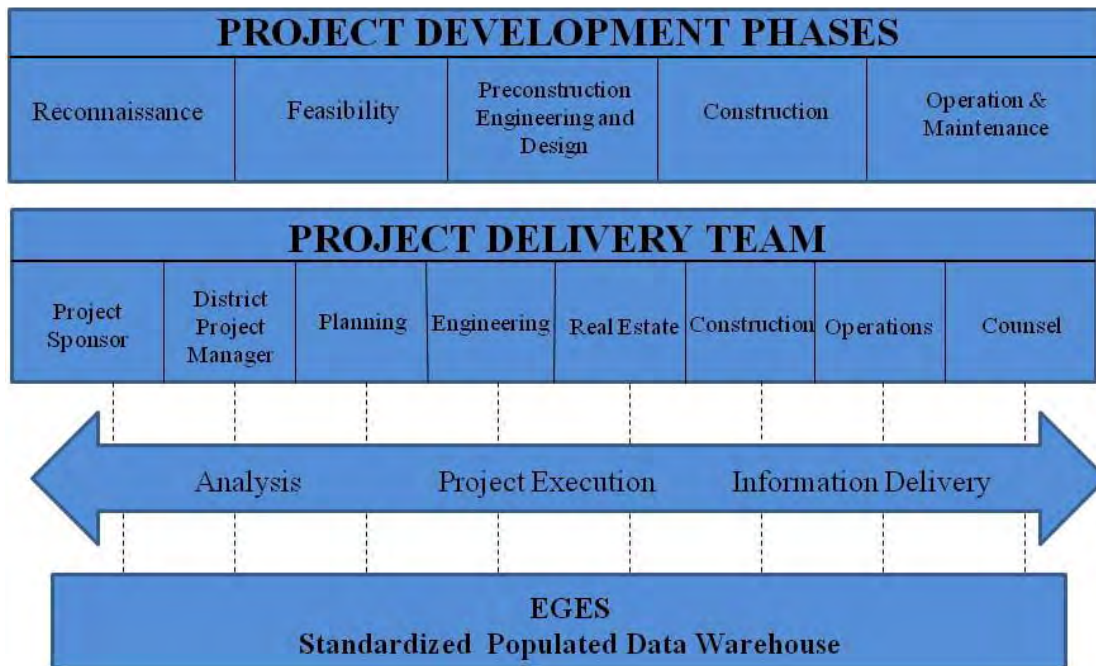 PROJECT DEVELOPMENT PHASES
Reconnaissance
Feasibility
Preconstruction
Engineering and
Design
Construction
Operation &
Maintenance
PROJECT DELIVERY TEAM
Project
Sponsor
District
Project
Manager
Planning
Engineering
Real Estate
Construction
Operations
Counsel
Analysis
Project Execution
Information Delivery
EGES
Standardized Populated Data Warehouse